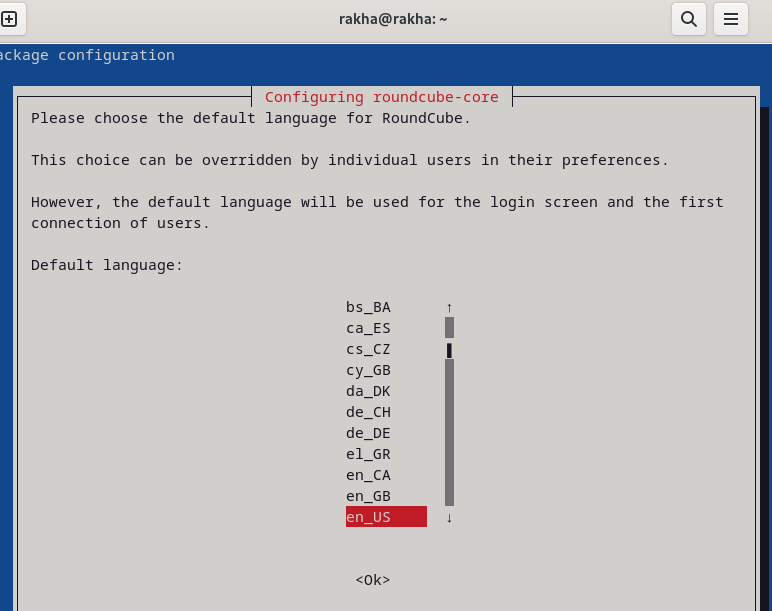 rakha@rakha: ~
ackage configuration
Configuring roundcube-core
Please choose the default language for RoundCube.
This choice can be overridden by individual users in their preferences.
However, the default language will be used for the login screen and the first
connection of users.
Default language:
bs_BA
ca_ES
cs_CZ
cy_GB
da_DK
de_CH
de_DE
el_GR
en_CA
en_GB
en_US
<Ok>